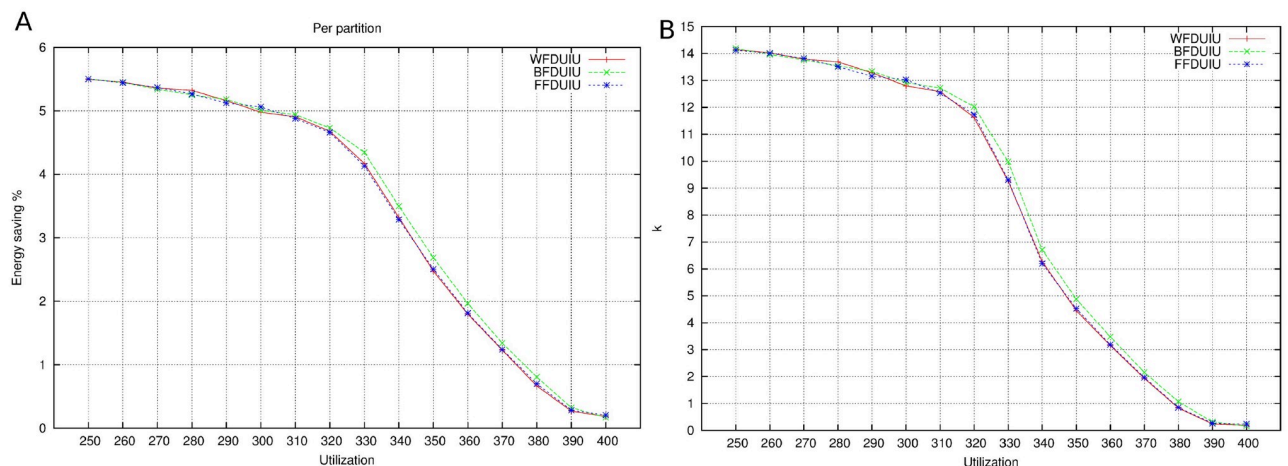 A
Per partition
6
5
4
3
2
1
0
Energy saving %
WFDUIU
BFDUIU
FFDUIU
250 260 270 280 290 300 310 320 330 340 350 360 370 380 390 400
Utilization
B
15
14
13
12
11
10
9
8
7
6
5
4
3
2
1
0
k
WFDUIU
BFDUIU
FFDUIU
250 260 270 280 290 300 310 320 330 340 350 360 370 380 390 400
Utilization